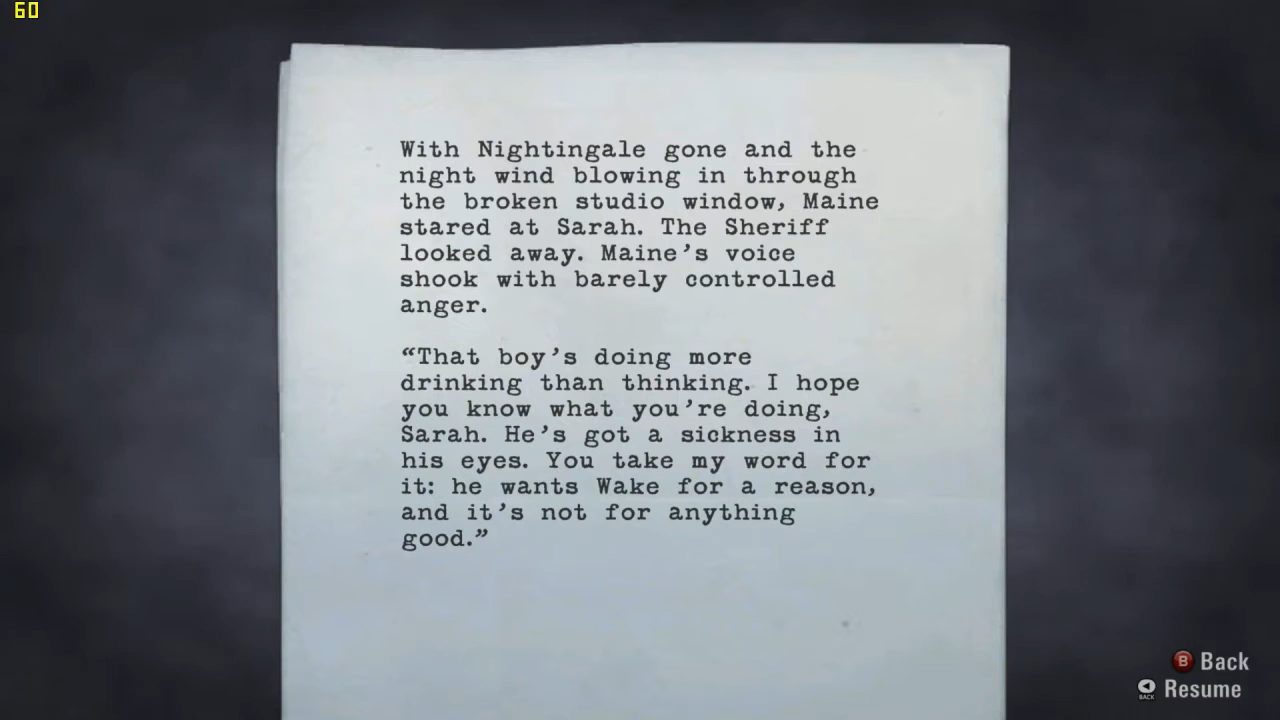 60
With Nightingale gone and the
night wind blowing in through
the broken studio window, Maine
stared at Sarah. The Sheriff
looked away. Maine’s voice
shook with barely controlled
anger.
“That boy’s doing more
drinking than thinking. I hope
you know what you’re doing,
Sarah. He’s got a sickness in
his eyes. You take my word for
it: he wants Wake for a reason,
and it’s not for anything
good.”
B Back
BACK Resume